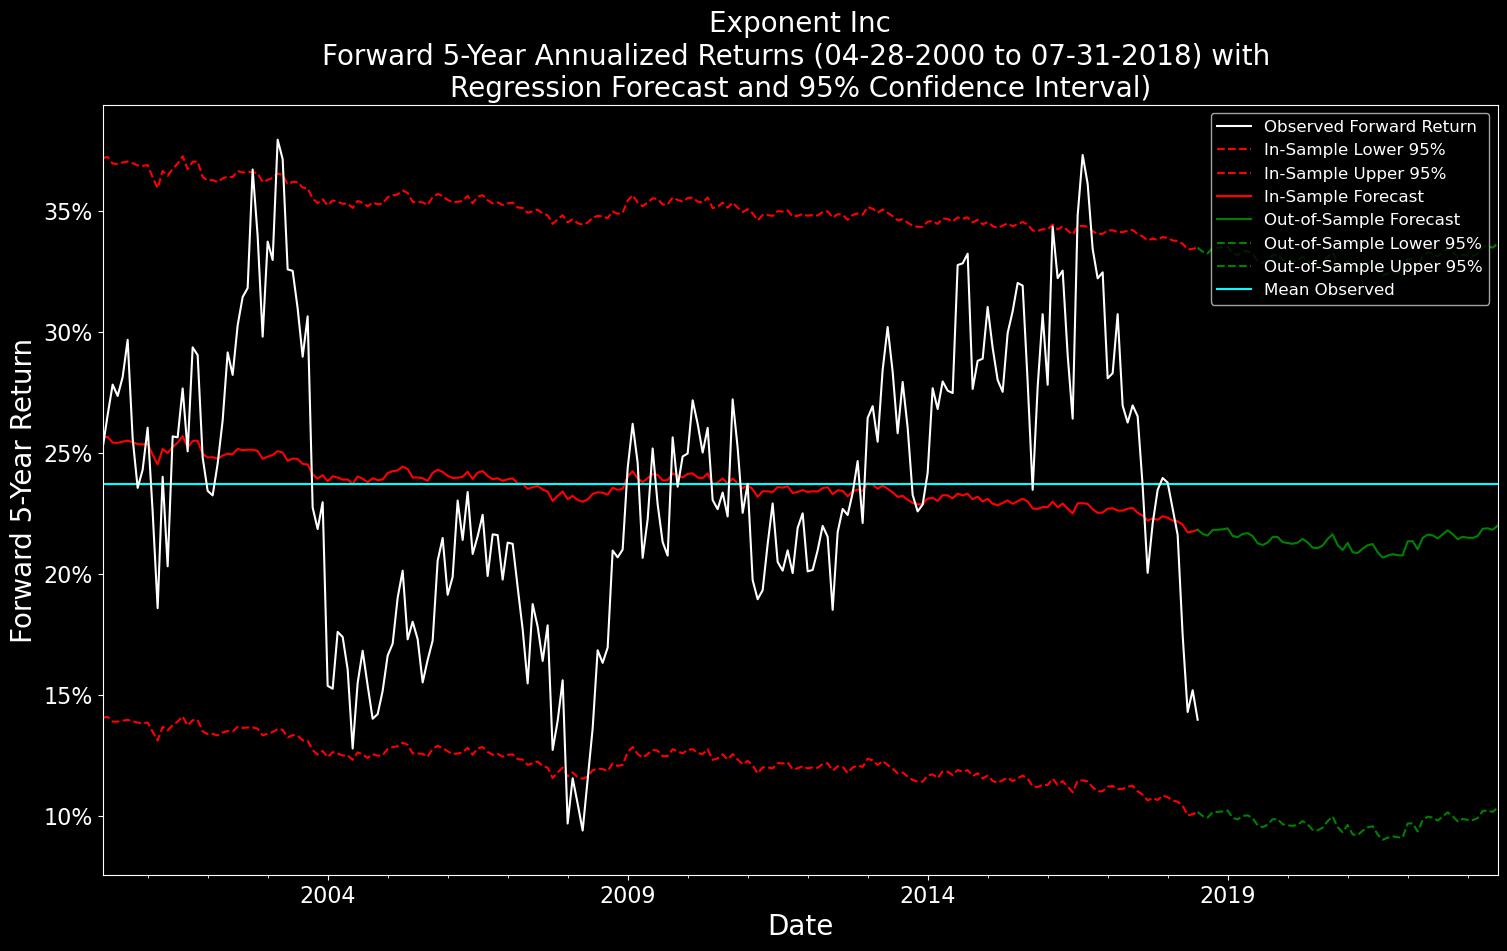 Exponent Inc
Forward 5-Year Annualized Returns (04-28-2000 to 07-31-2018) with
Regression Forecast and 95% Confidence Interval)
Observed Forward Return
In-Sample Lower 95%
In-Sample Upper 95%
In-Sample Forecast
Out-of-Sample Forecast
Out-of-Sample Lower 95%
Out-of-Sample Upper 95%
Mean Observed
Forward 5-Year Return
35%
30%
25%
20%
15%
10%
2004
2009
2014
2019
Date